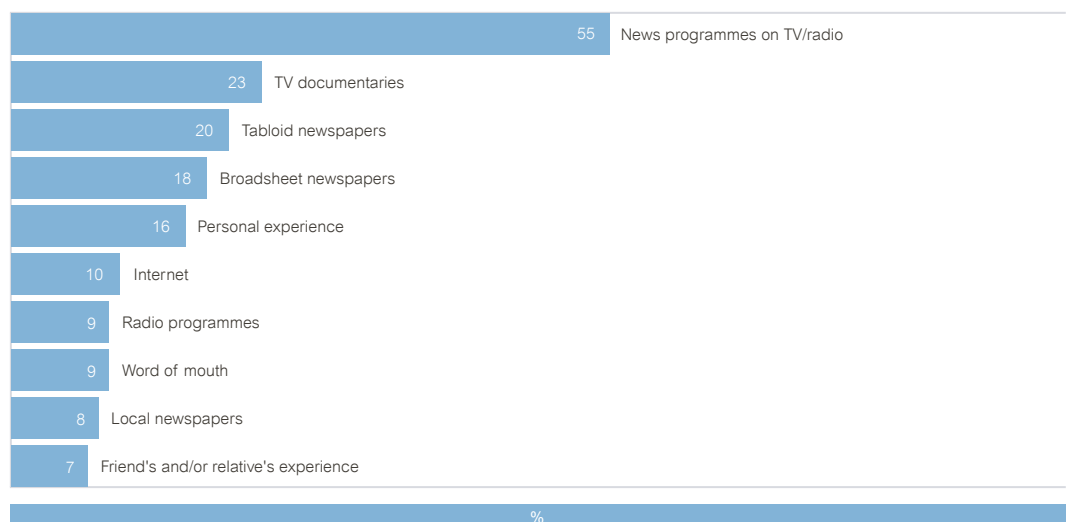 55 News programmes on TV/radio
23 TV documentaries
20 Tabloid newspapers
18 Broadsheet newspapers
16 Personal experience
10 Internet
9 Radio programmes
9 Word of mouth
8 Local newspapers
7 Friend's and/or relative's experience
%